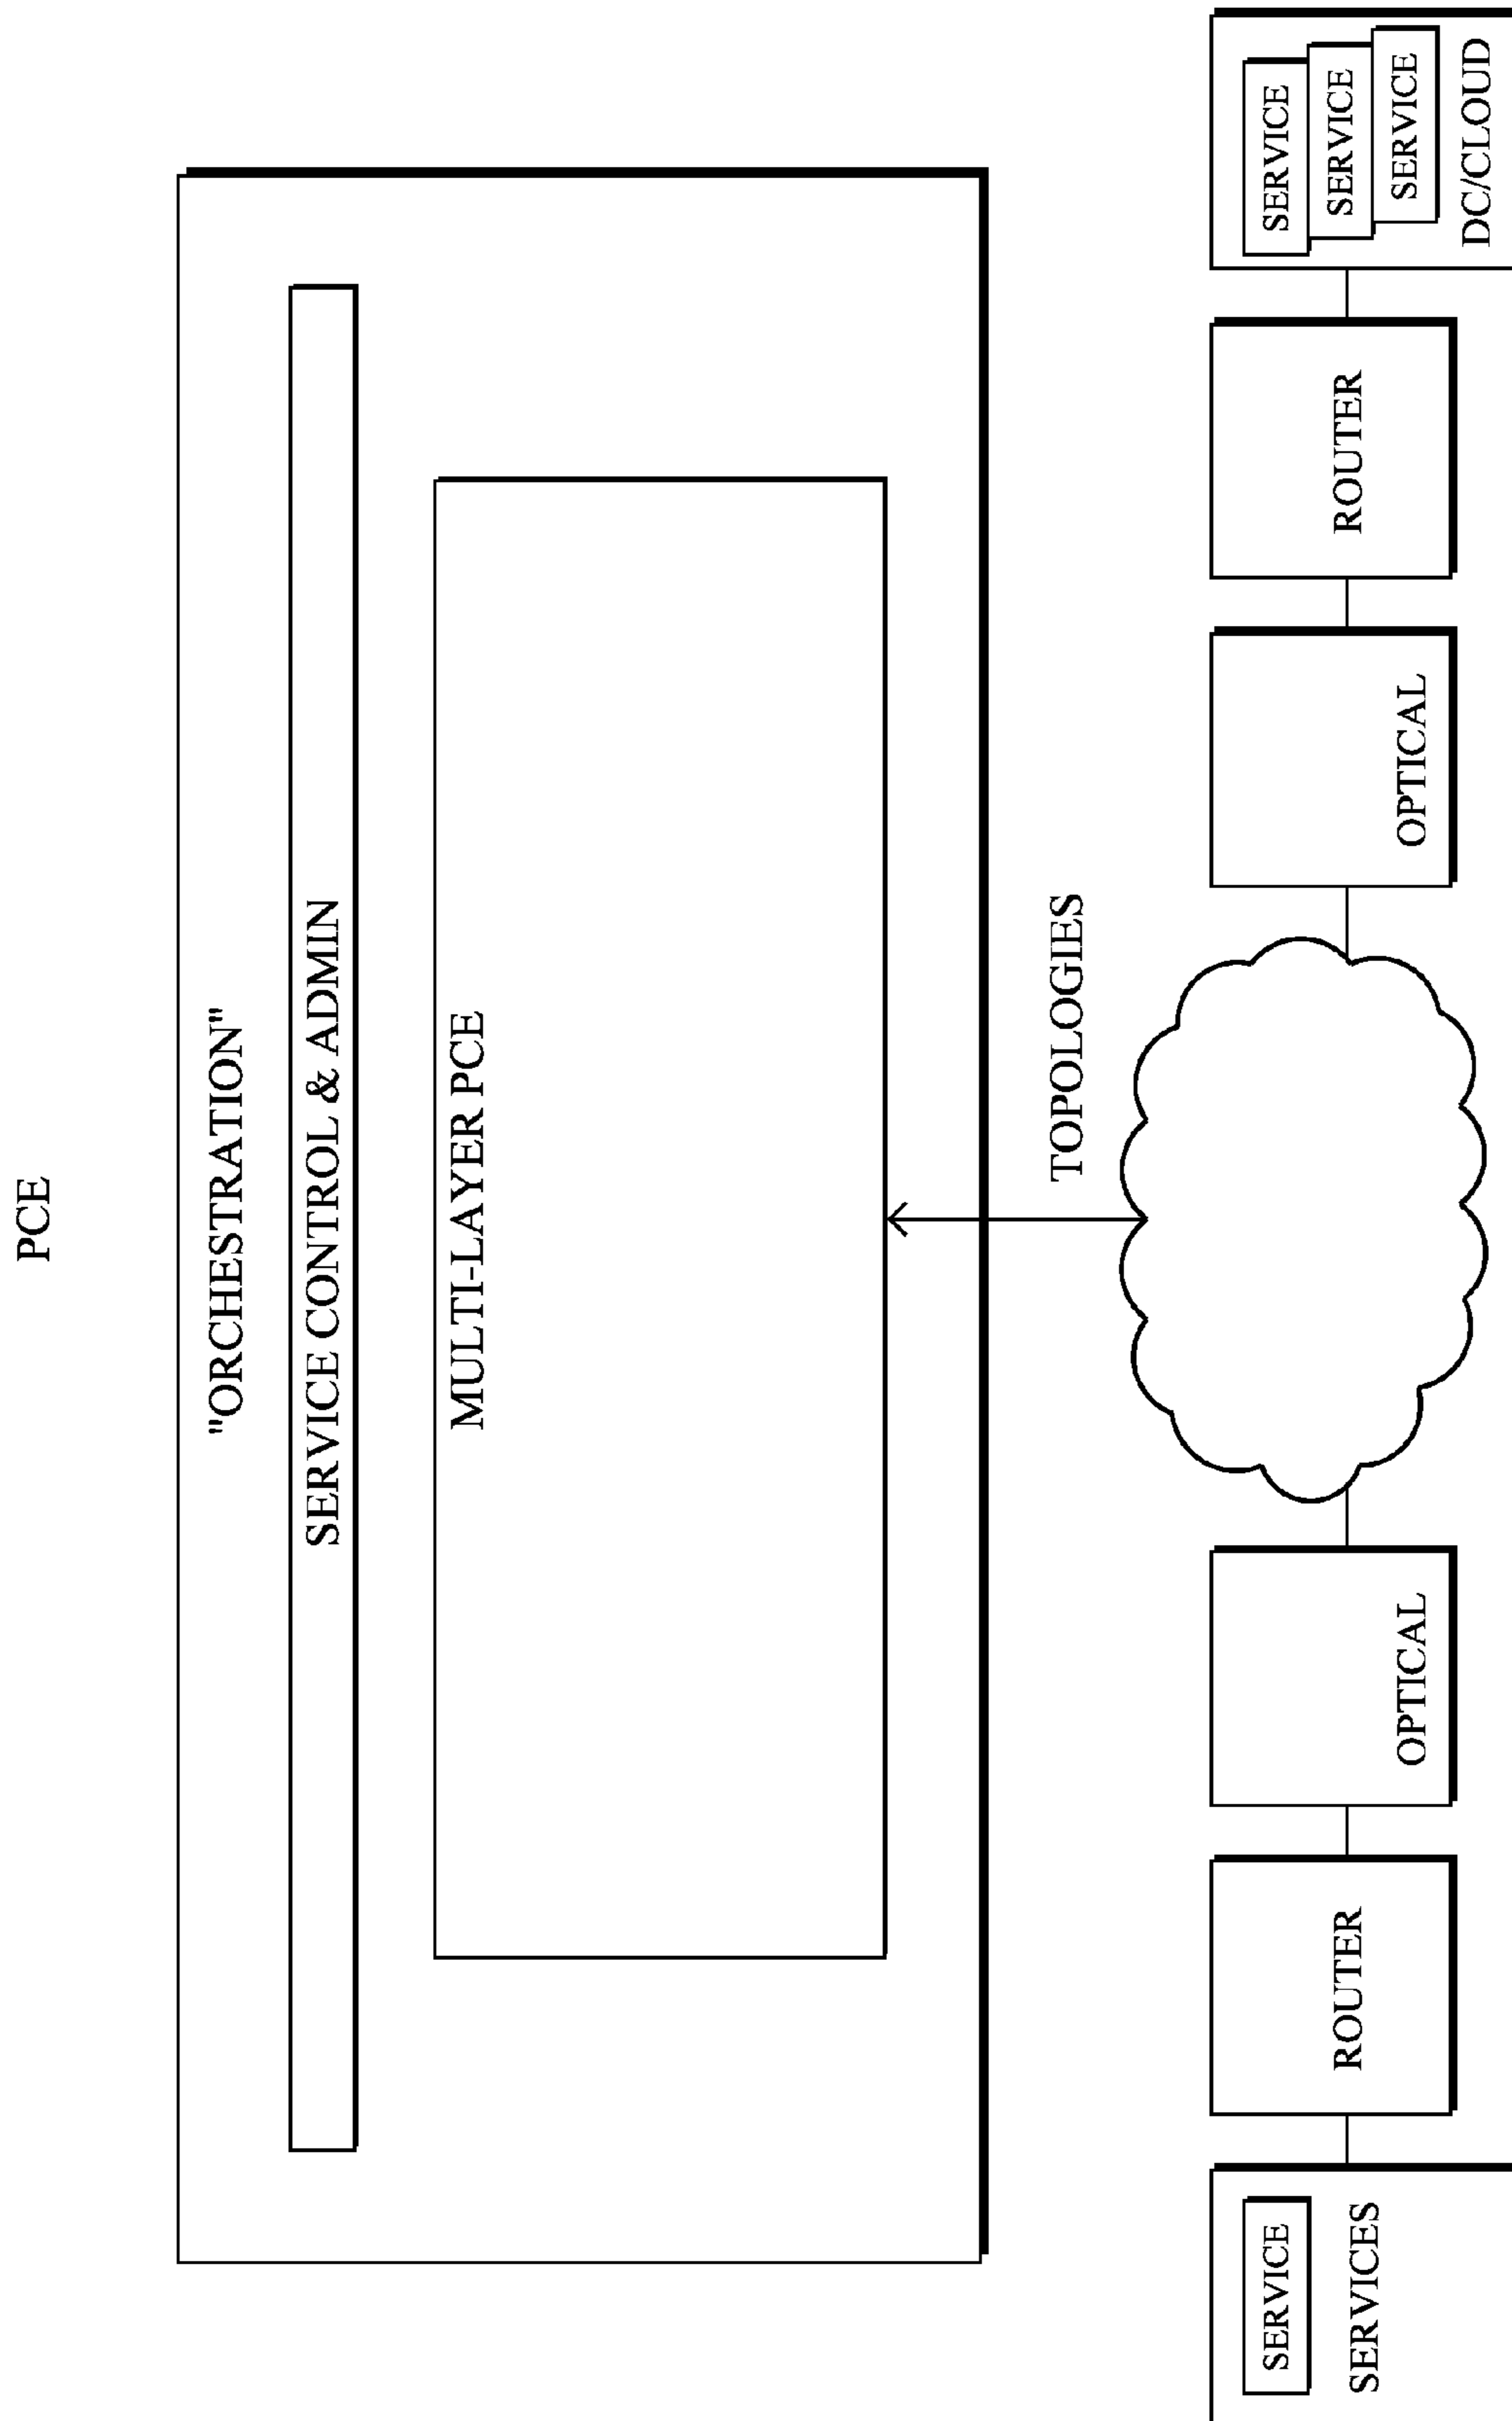 PCE
"ORCHESTRATION"
SERVICE CONTROL & ADMIN
MULTI-LAYER PCE
TOPOLOGIES
SERVICE
SERVICES
ROUTER
OPTICAL
OPTICAL
ROUTER
SERVICE
SERVICE
SERVICE
DC/CLOUD